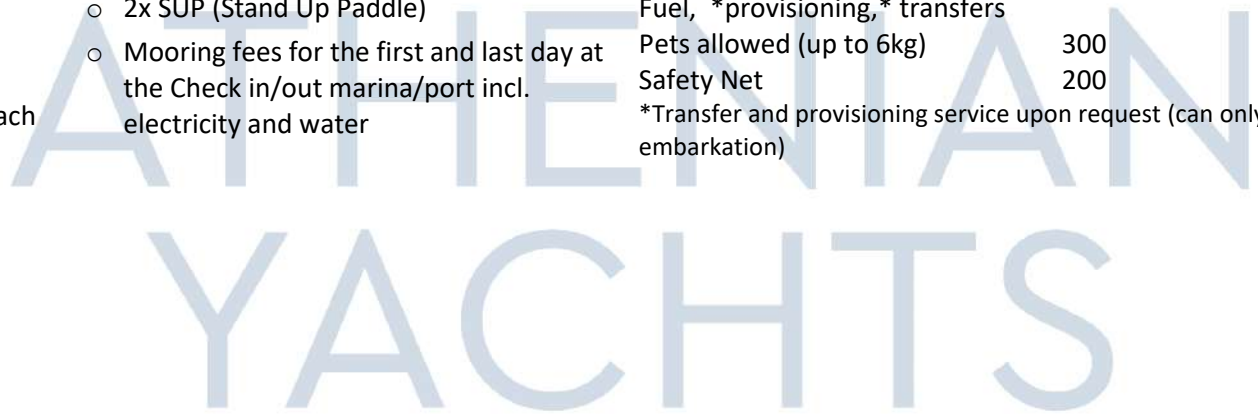 ach
o 2x SUP (Stand Up Paddle)
o Mooring fees for the first and last day at
the Check in/out marina/port incl.
electricity and water
Fuel, *provisioning,* transfers
Pets allowed (up to 6kg) 300
Safety Net 200
*Transfer and provisioning service upon request (can only
embarkation)
ATHENIAN
YACHTS